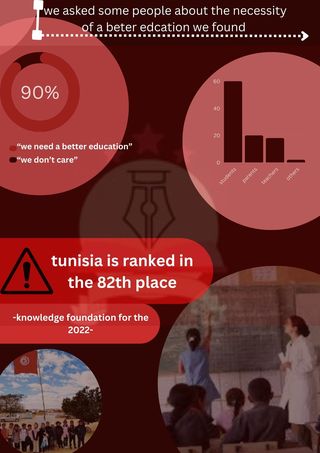 "we asked some people about the necessity
of a beter edcation we found
90%
"we need a better education"
"we don't care"
60
40
20
0
students
parents
teachers
others
tunisia is ranked in
the 82th place
-knowledge foundation for the
2022-